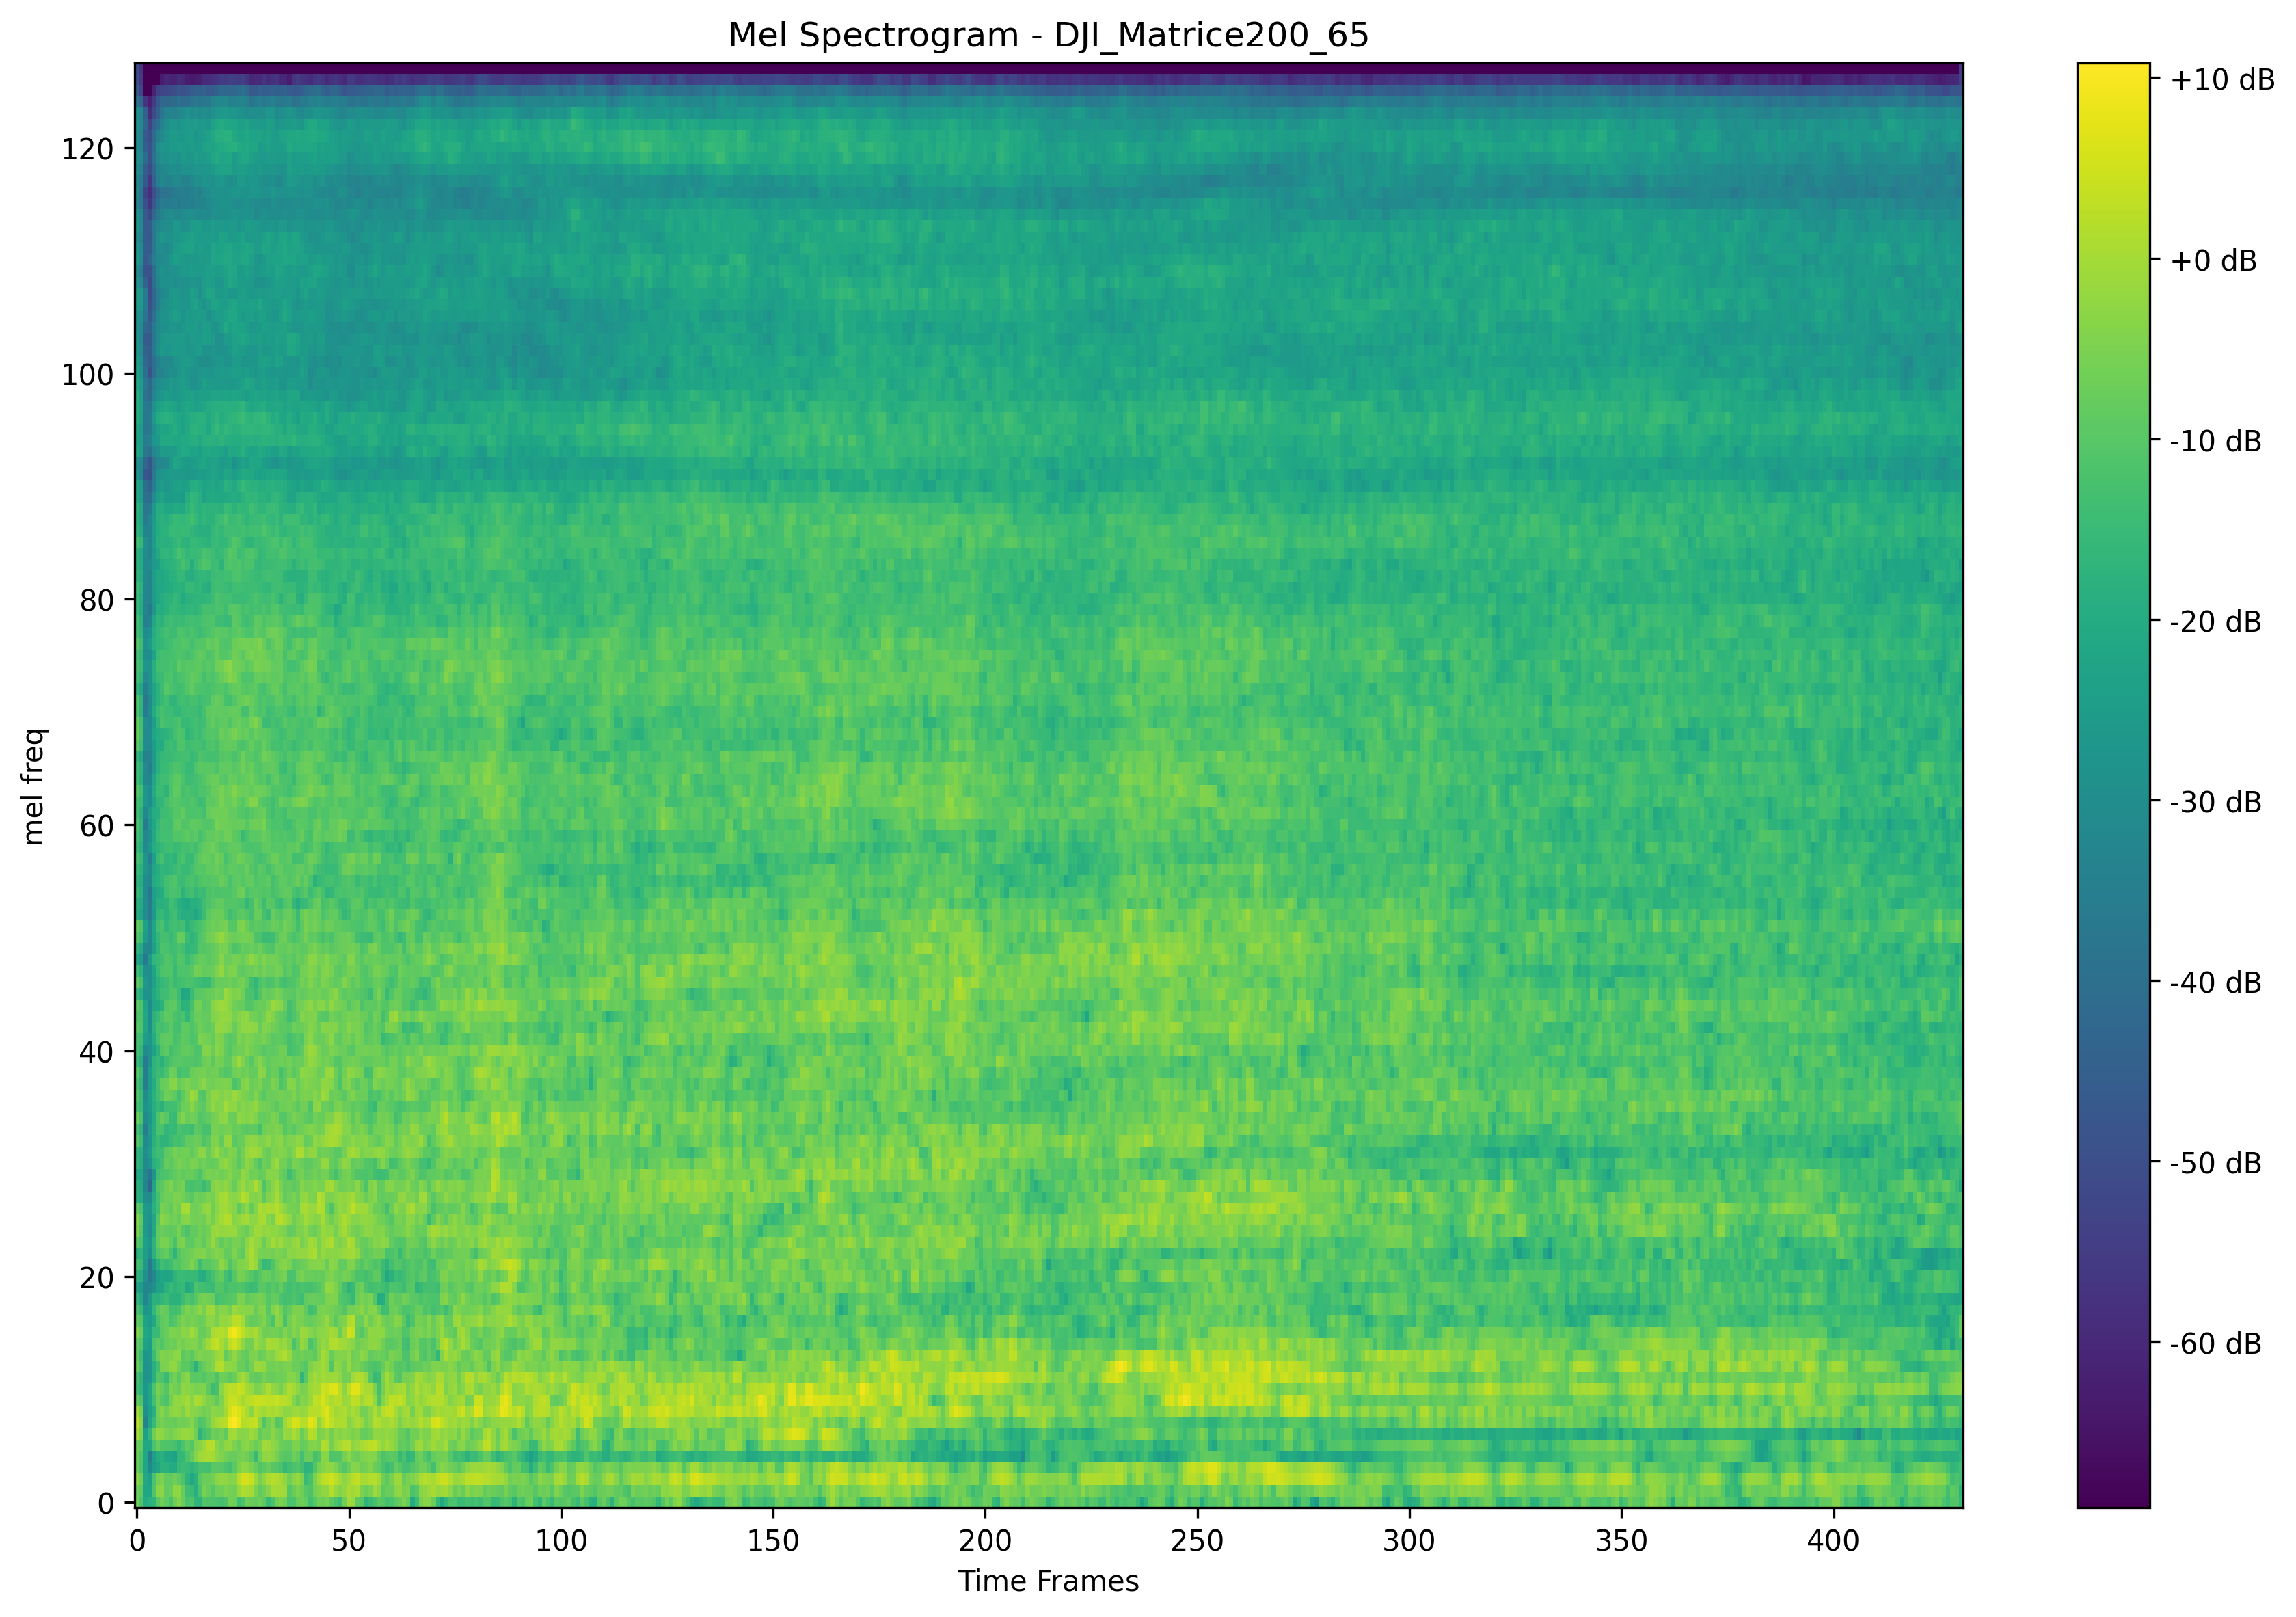 Mel Spectrogram - DJI_Matrice200_65
120
100
80
60
40
20
0
mel freq
0 50 100 150 200 250 300 350 400
Time Frames
+10 dB
+0 dB
-10 dB
-20 dB
-30 dB
-40 dB
-50 dB
-60 dB